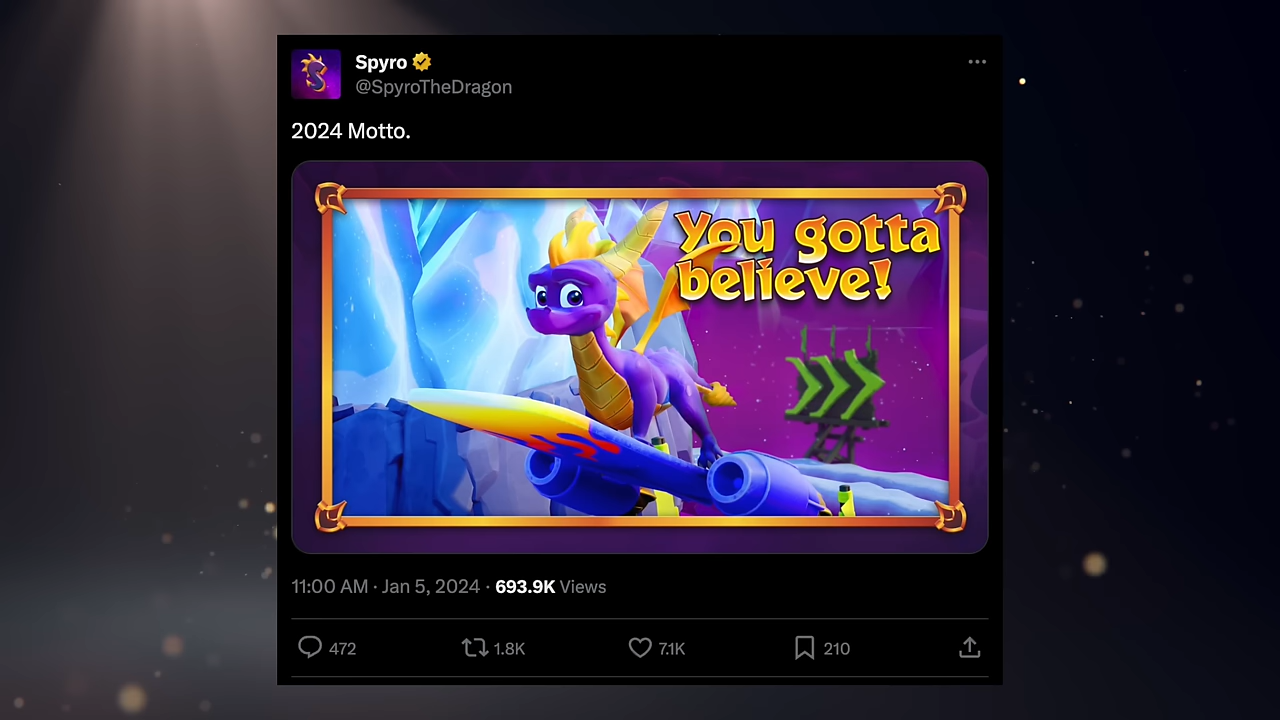 Spyro
@SpyroTheDragon
2024 Motto.
You gotta
believe!
11:00 AM · Jan 5, 2024 · 693.9K Views
472 1.8K 7.1K 210